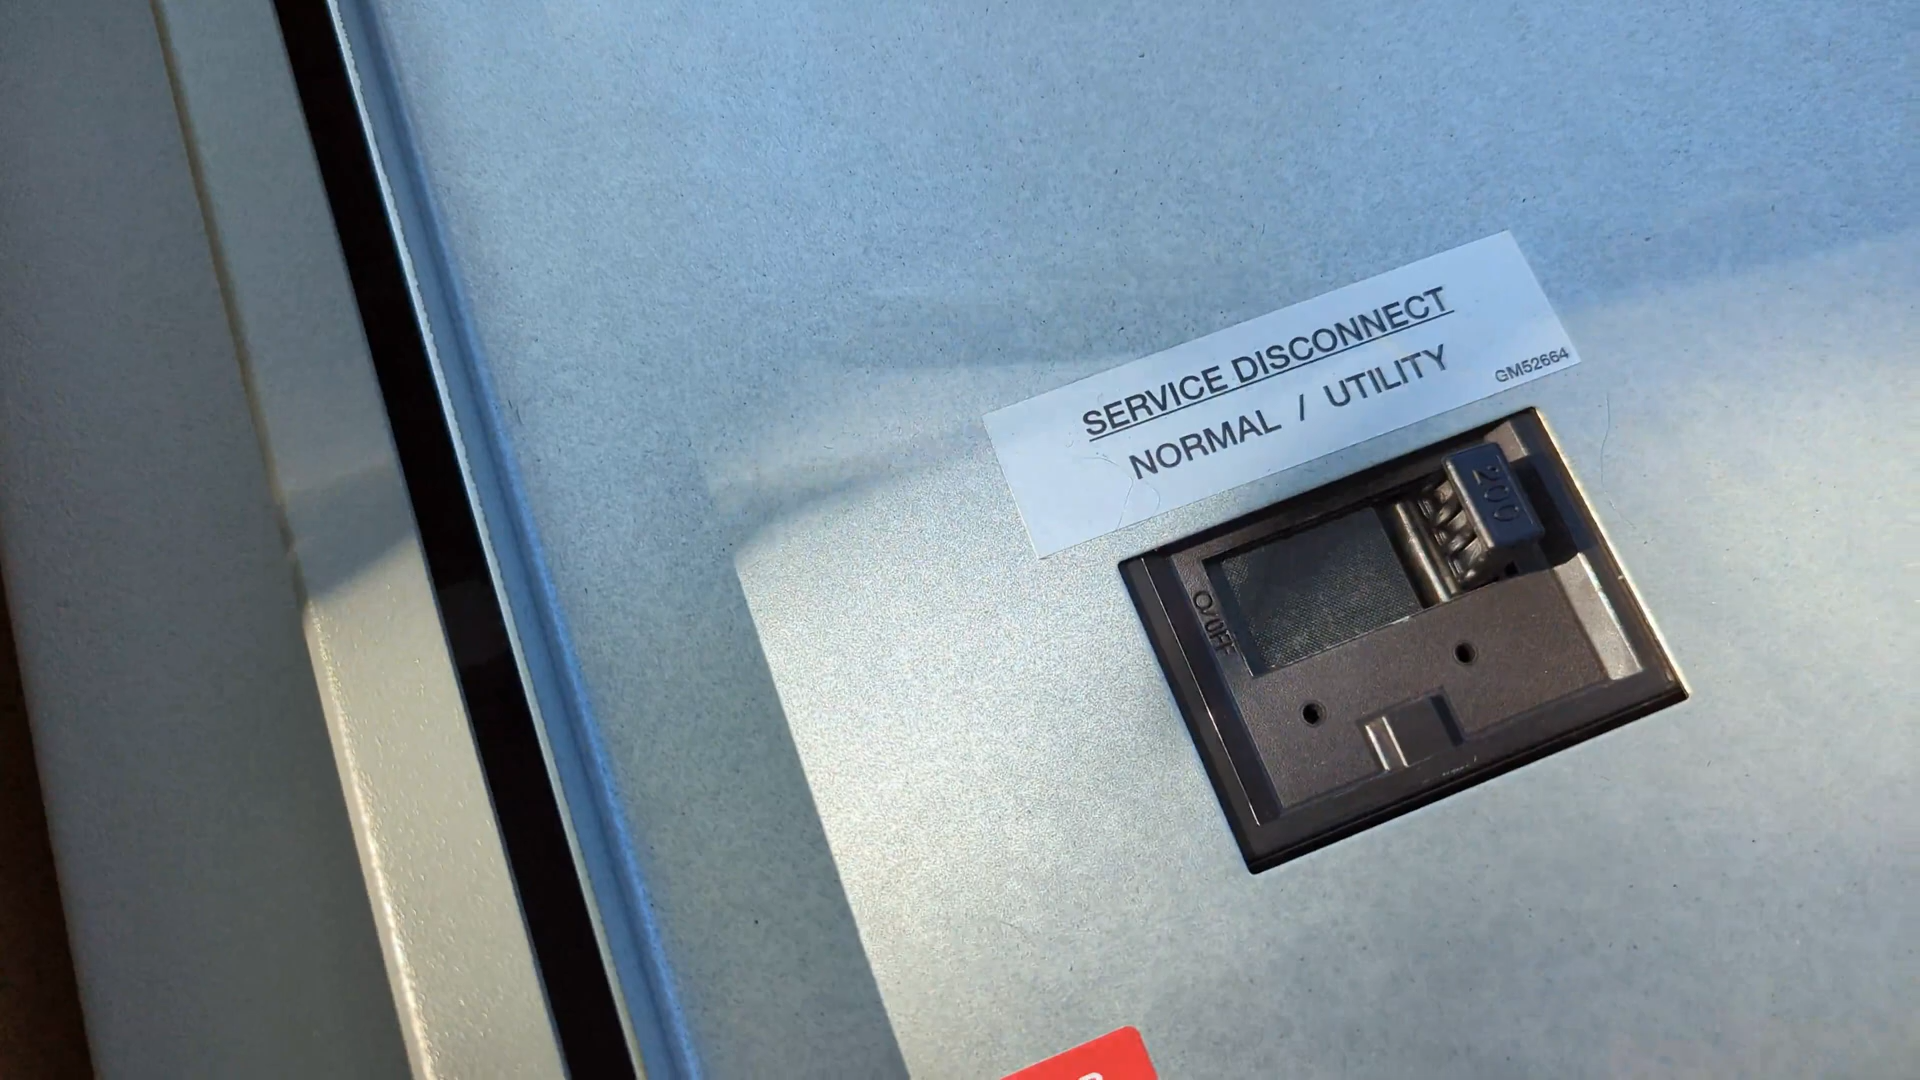 SERVICE DISCONNECT
NORMAL / UTILITY
GM52664
200
O/OFF